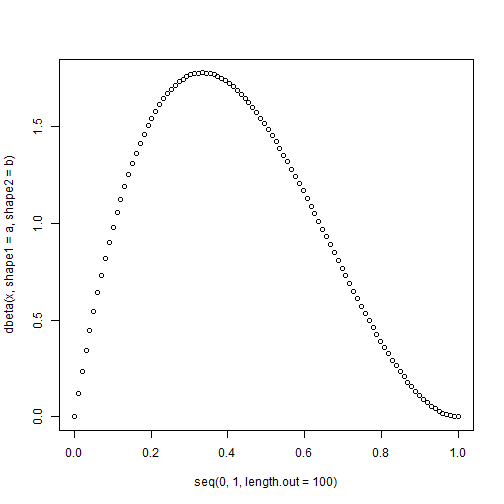 dbeta(x, shape1 = a, shape2 = b)
1.5
1.0
0.5
0.0
0.0 0.2 0.4 0.6 0.8 1.0
seq(0, 1, length.out = 100)